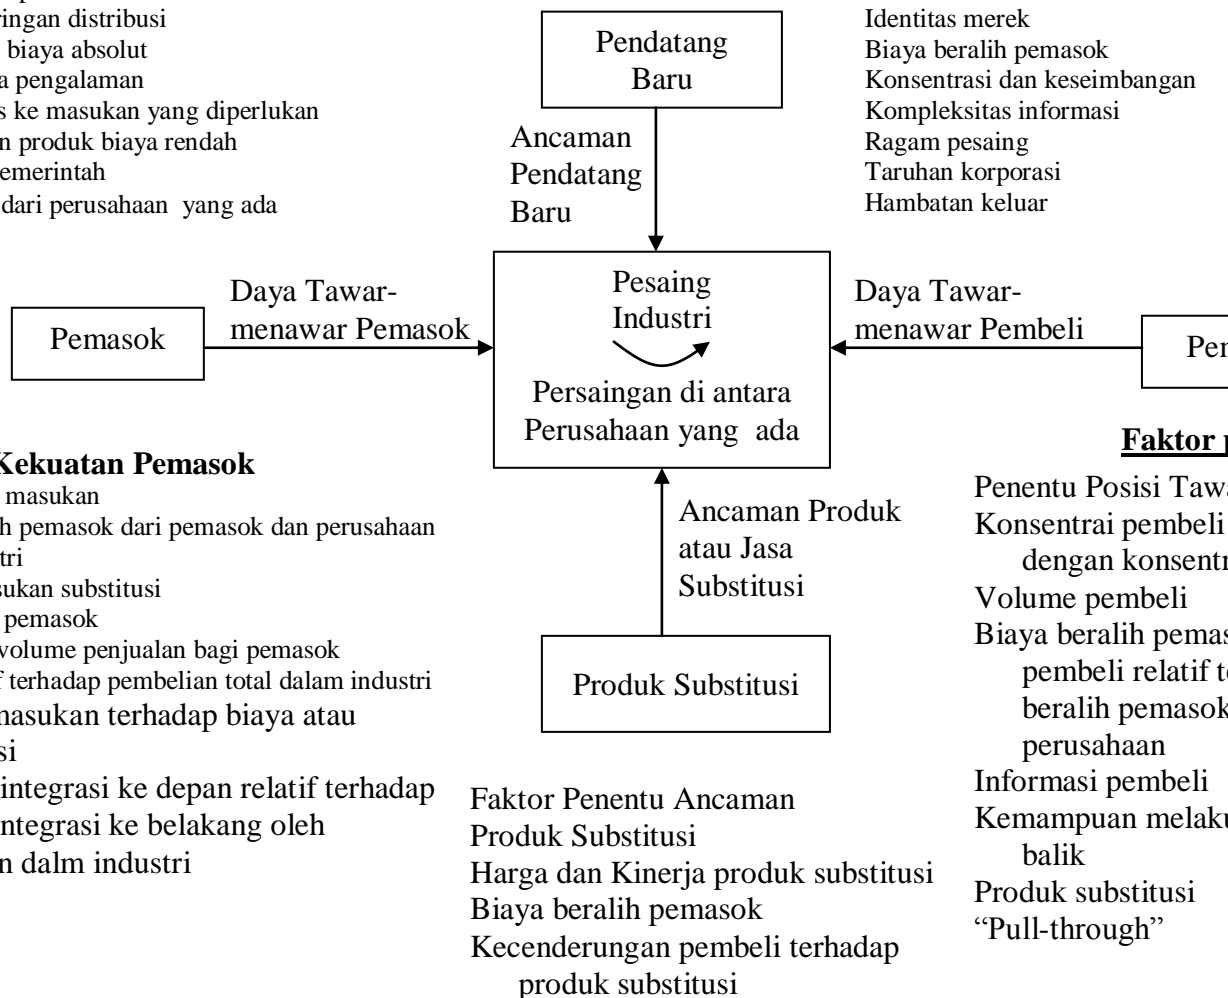 ringan distribusi
biaya absolut
pengalaman
ke masukan yang diperlukan
produk biaya rendah
dari perusahaan yang ada
Pendatang
Baru
Ancaman
Pendatang
Baru
Identitas merek
Biaya beralih pemasok
Konsentrasi dan keseimbangan
Kompleksitas informasi
Ragam pesaing
Taruhan korporasi
Hambatan keluar
Pemasok
Daya Tawar-
menawar Pemasok
Pesaing
Industri
Persaingan di antara
Perusahaan yang ada
Daya Tawar-
menawar Pembeli
Kekuatan Pemasok
masukan
pemasok dari pemasok dan perusahaan
tri
sukan substitusi
pemasok
volume penjualan bagi pemasok
terhadap pembelian total dalam industri
masukan terhadap biaya atau
si
integrasi ke depan relatif terhadap
integrasi ke belakang oleh
n dalm industri
Ancaman Produk
atau Jasa
Substitusi
Produk Substitusi
Faktor Penentu Ancaman
Produk Substitusi
Harga dan Kinerja produk substitusi
Biaya beralih pemasok
Kecenderungan pembeli terhadap
produk substitusi
Faktor p
Penentu Posisi Tawa
Konsentrai pembeli
dengan konsentr
Volume pembeli
Biaya beralih pemas
pembeli relatif t
beralih pemasok
perusahaan
Informasi pembeli
Kemampuan melaku
balik
Produk substitusi
“Pull-through”